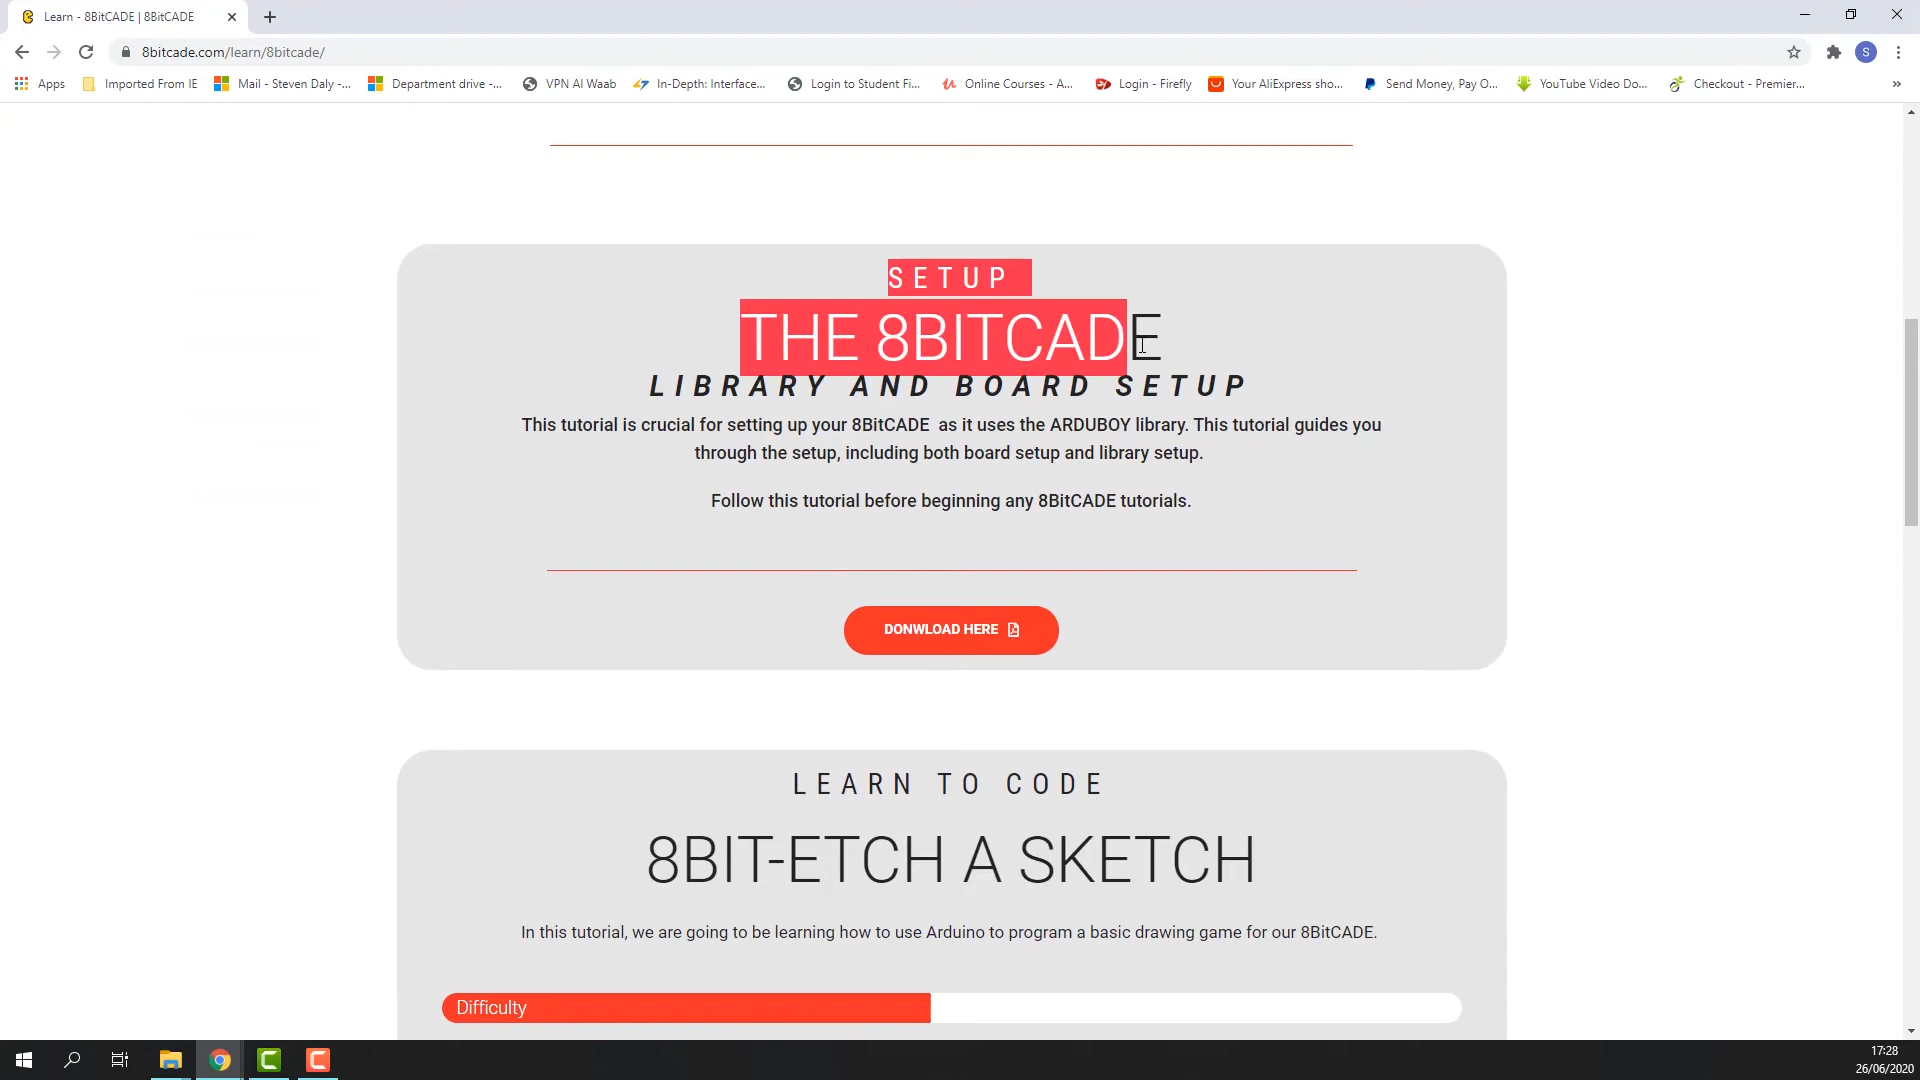 Learn - 8BitCADE | 8BitCADE
8bitcade.com/learn/8bitcade/
S
Apps Imported From IE Mail - Steven Daly -... Department drive -... VPN Al Waab In-Depth: Interface... Login to Student Fi... Online Courses - A... Login - Firefly Your AliExpress sho... Send Money, Pay O... YouTube Video Do... Checkout - Premier... »
SETUP
THE 8BITCADE
LIBRARY AND BOARD SETUP
This tutorial is crucial for setting up your 8BitCADE as it uses the ARDUBOY library. This tutorial guides you
through the setup, including both board setup and library setup.
Follow this tutorial before beginning any 8BitCADE tutorials.
DONWLOAD HERE
LEARN TO CODE
8BIT-ETCH A SKETCH
In this tutorial, we are going to be learning how to use Arduino to program a basic drawing game for our 8BitCADE.
Difficulty
17:28
26/06/2020